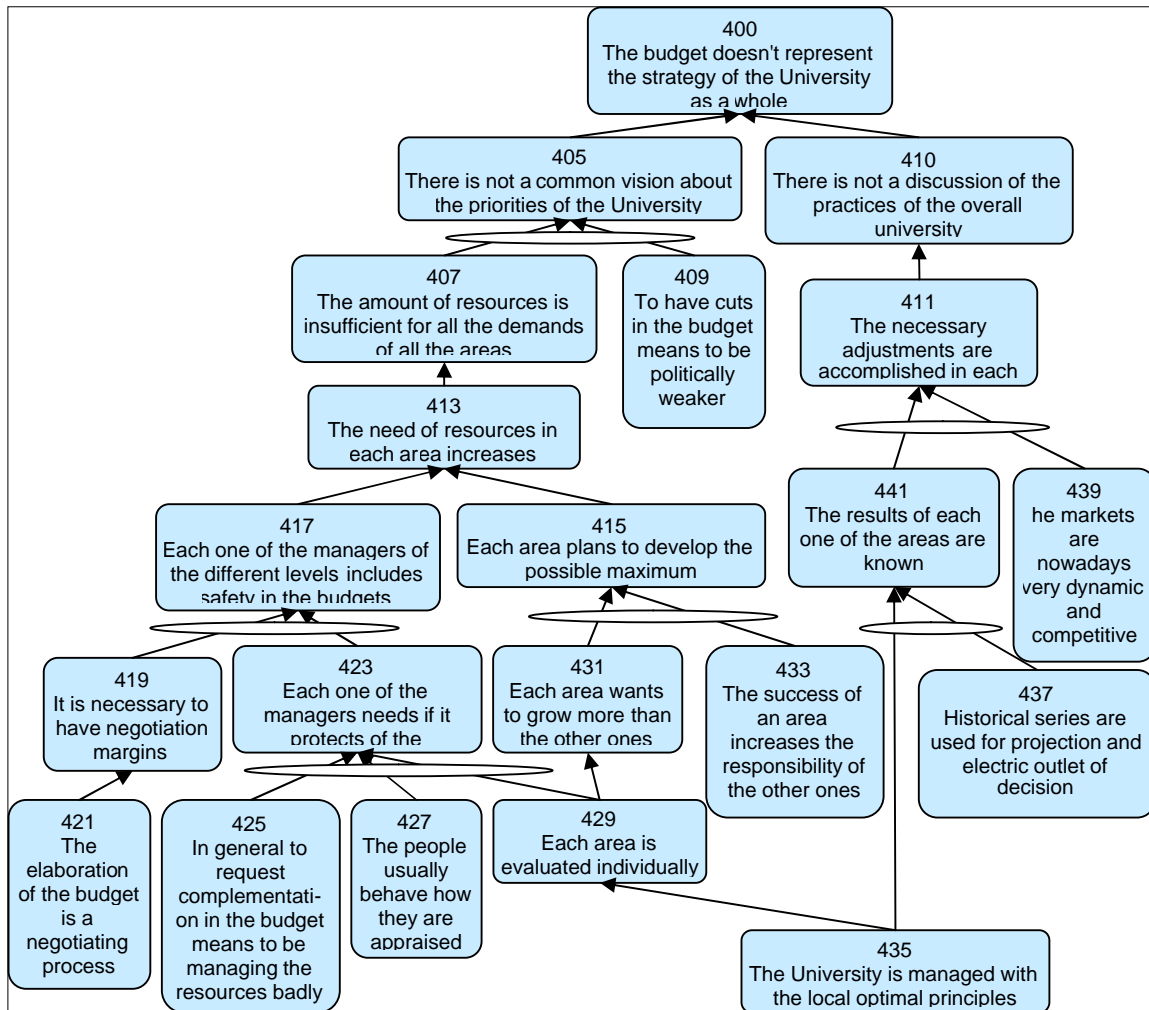 400
The budget doesn't represent
the strategy of the University
as a whole
405
There is not a common vision about
the priorities of the University
410
There is not a discussion of the
practices of the overall
university
407
The amount of resources is
insufficient for all the demands
of all the areas
409
To have cuts
in the budget
means to be
politically
weaker
411
The necessary
adjustments are
accomplished in each
413
The need of resources in
each area increases
417
Each one of the managers of
the different levels includes
safety in the budgets
415
Each area plans to develop the
possible maximum
441
The results of each
one of the areas are
known
439
he markets
are
nowadays
very dynamic
and
competitive
419
It is necessary to
have negotiation
margins
423
Each one of the
managers needs if it
protects of the
431
Each area wants
to grow more than
the other ones
433
The success of
an area
increases the
responsibility of
the other ones
437
Historical series are
used for projection and
electric outlet of
decision
421
The
elaboration
of the budget
is a
negotiating
process
425
In general to
request
complementati-
on in the budget
means to be
managing the
resources badly
427
The people
usually
behave how
they are
appraised
429
Each area is
evaluated individually
435
The University is managed with
the local optimal principles